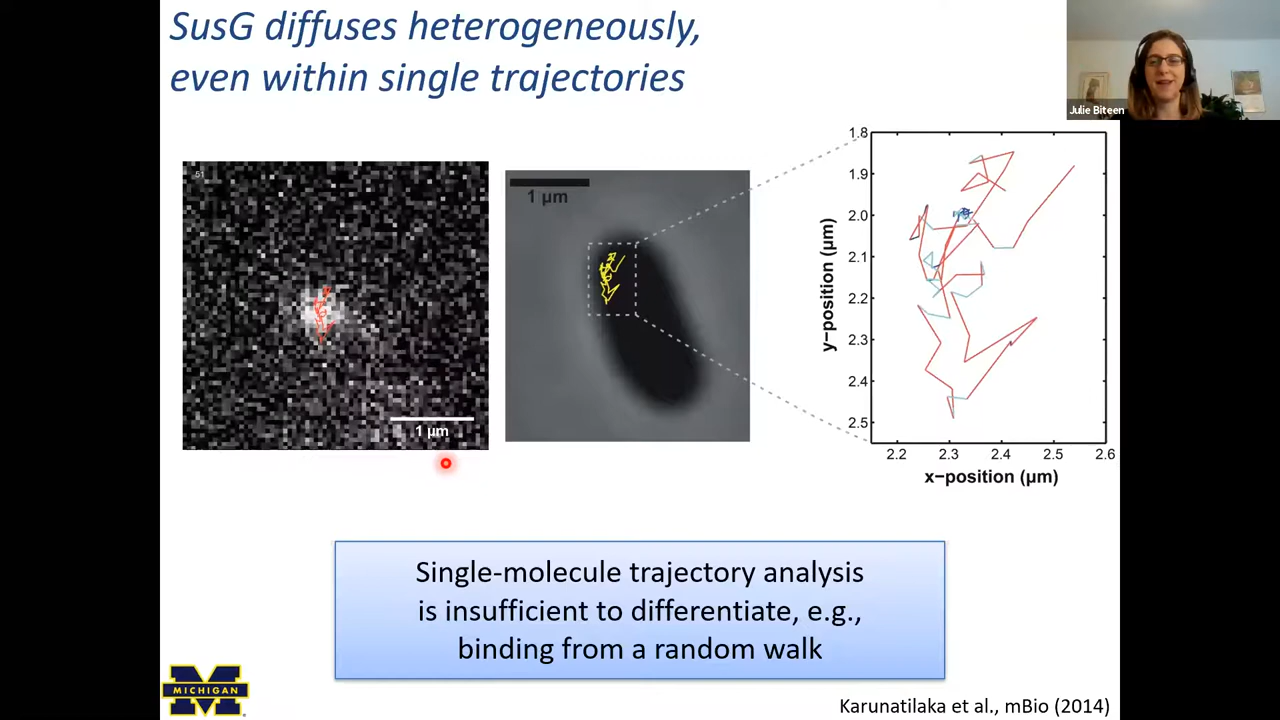 SusG diffuses heterogeneously,
even within single trajectories
Julie Biteen
51
1 μm
1 μm
1.8
1.9
2.0
2.1
2.2
2.3
2.4
2.5
y−position (μm)
2.2 2.3 2.4 2.5 2.6
x−position (μm)
Single-molecule trajectory analysis
is insufficient to differentiate, e.g.,
binding from a random walk
MICHIGAN
Karunatilaka et al., mBio (2014)